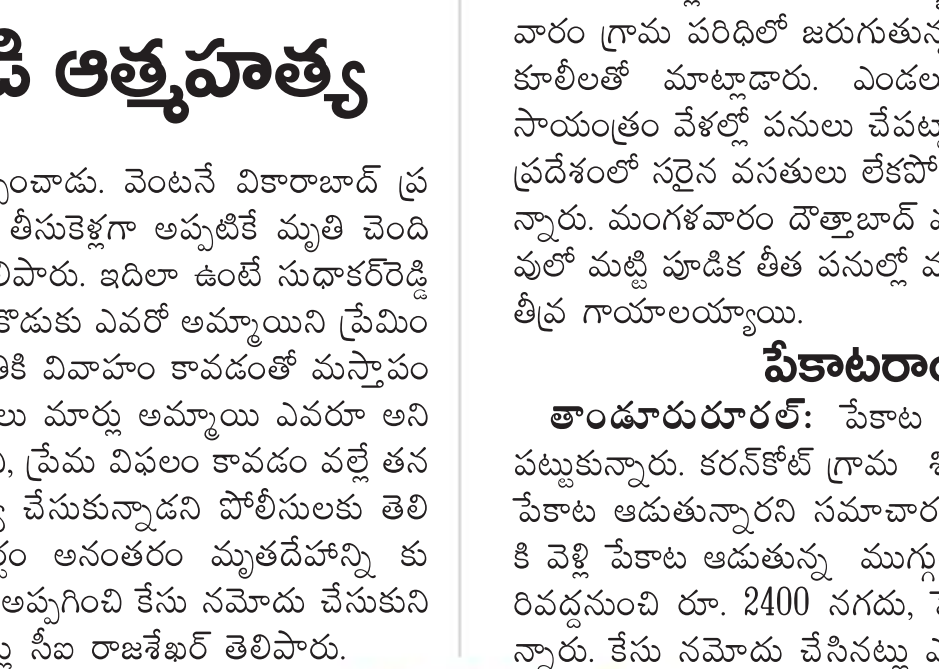 ఆత్మహత్య
వెంటనే వికారాబాద్ ప్ర
తీసుకెళ్లగా అప్పటికే మృతి చెంది
ఇదిలా ఉంటే సుధాకర్‌రెడ్డి
కొడుకు ఎవరో అమ్మాయిని ప్రేమిం
వివాహం కావడంతో మస్తాపం
మార్లు అమ్మాయి ఎవరూ అని
ప్రేమ విఫలం కావడం వల్లే తన
చేసుకున్నాడని పోలీసులకు తెలి
అనంతరం మృతదేహాన్ని కు
అప్పగించి కేసు నమోదు చేసుకుని
సీఐ రాజశేఖర్ తెలిపారు.
వారం గ్రామ పరిధిలో జరుగుతున్న
కూలీలతో మాట్లాడారు. ఎండల
సాయంత్రం వేళల్లో పనులు చేపట్టా
ప్రదేశంలో సరైన వసతులు లేకపో
న్నారు. మంగళవారం దౌత్తాబాద్
వులో మట్టి పూడిక తీత పనుల్లో
తీవ్ర గాయాలయ్యాయి.
పేకాటరా
తాండూరురూరల్: పేకాట
పట్టుకున్నారు. కరన్‌కోట్ గ్రామ
పేకాట ఆడుతున్నారని సమాచార
కి వెళ్లి పేకాట ఆడుతున్న ముగ్గు
రివద్దనుంచి రూ. 2400 నగదు,
న్నారు. కేసు నమోదు చేసినట్లు